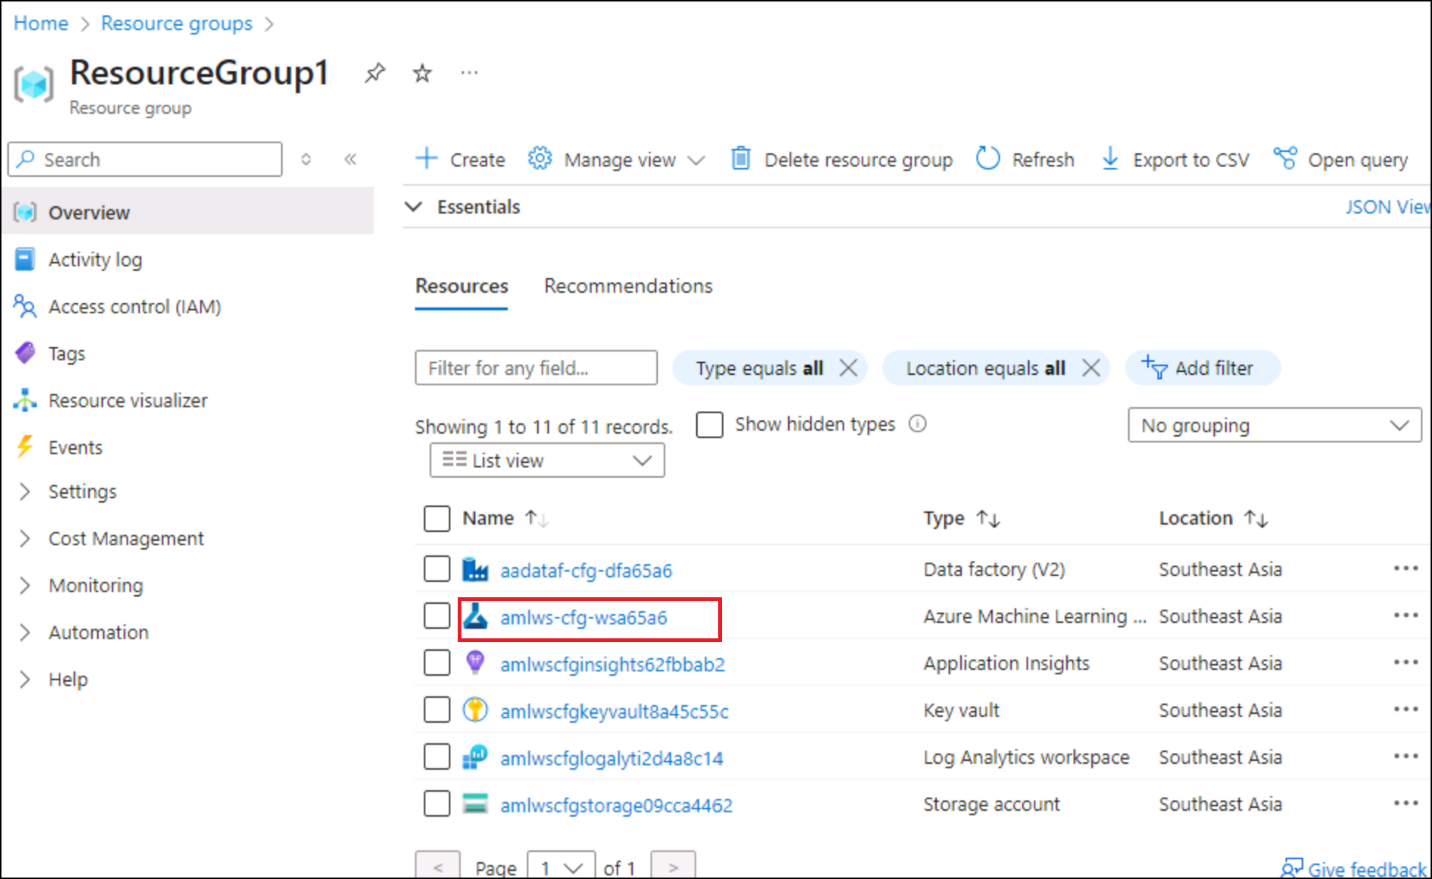 Home > Resource groups >
ResourceGroup1 ...
Resource group
Search
Overview
Activity log
Access control (IAM)
Tags
Resource visualizer
Events
Settings
Cost Management
Monitoring
Automation
Help
Create Manage view Delete resource group Refresh Export to CSV Open query
Essentials JSON View
Resources Recommendations
Filter for any field... Type equals all Location equals all Add filter
Showing 1 to 11 of 11 records. Show hidden types No grouping
List view
Name Type Location
aadataf-cfg-dfa65a6 Data factory (V2) Southeast Asia ...
amlws-cfg-wsa65a6 Azure Machine Learning ... Southeast Asia ...
amlwscfginsights62fbbab2 Application Insights Southeast Asia ...
amlwscfgkeyvault8a45c55c Key vault Southeast Asia ...
amlwscfglogalyti2d4a8c14 Log Analytics workspace Southeast Asia ...
amlwscfgstorage09cca4462 Storage account Southeast Asia ...
< Page 1 of 1 > Give feedback